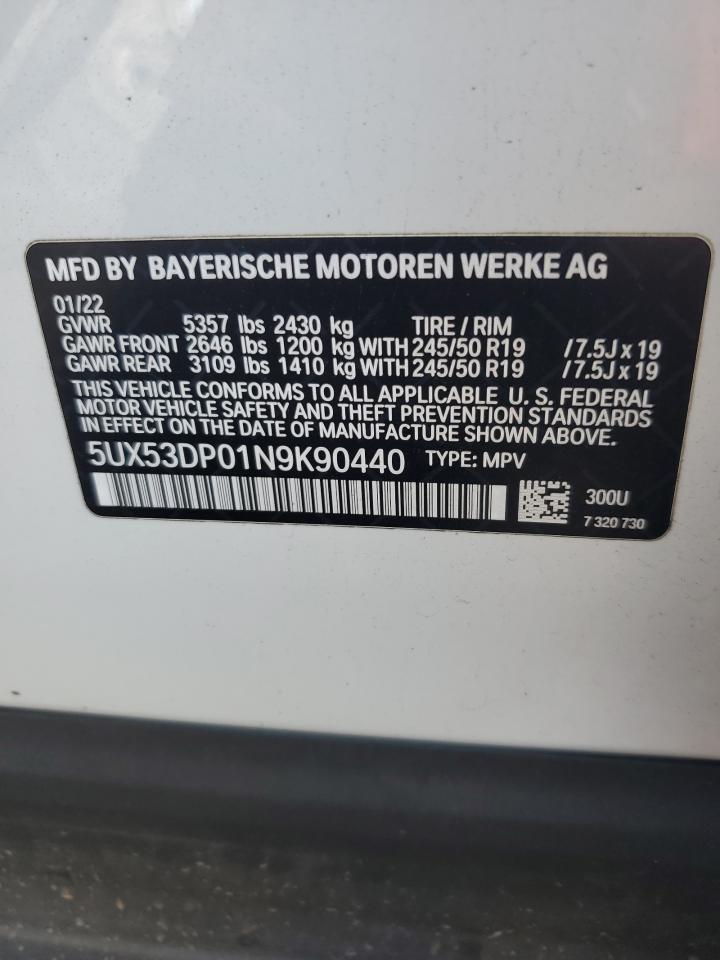 MFD BY BAYERISCHE MOTOREN WERKE AG
01/22
GVWR 5357 lbs 2430 kg TIRE / RIM
GAWR FRONT 2646 lbs 1200 kg WITH 245/50 R19 /7.5J x 19
GAWR REAR 3109 lbs 1410 kg WITH 245/50 R19 /7.5J x 19
THIS VEHICLE CONFORMS TO ALL APPLICABLE U. S. FEDERAL
MOTOR VEHICLE SAFETY AND THEFT PREVENTION STANDARDS
IN EFFECT ON THE DATE OF MANUFACTURE SHOWN ABOVE.
5UX53DP01N9K90440 TYPE: MPV
300U
7 320 730